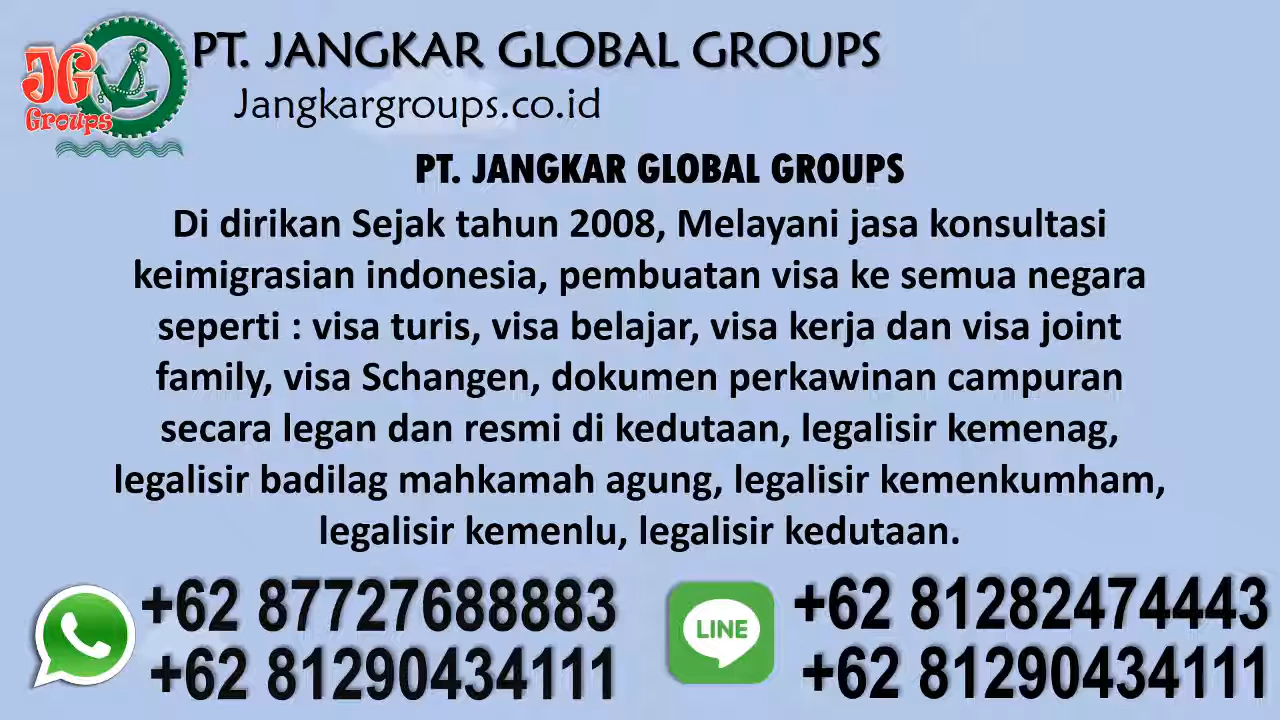 JG
Groups
PT. JANGKAR GLOBAL GROUPS
Jangkargroups.co.id
PT. JANGKAR GLOBAL GROUPS
Di dirikan Sejak tahun 2008, Melayani jasa konsultasi
keimigrasian indonesia, pembuatan visa ke semua negara
seperti : visa turis, visa belajar, visa kerja dan visa joint
family, visa Schangen, dokumen perkawinan campuran
secara legan dan resmi di kedutaan, legalisir kemenag,
legalisir badilag mahkamah agung, legalisir kemenkumham,
legalisir kemenlu, legalisir kedutaan.
+62 87727688883
+62 81290434111
LINE
+62 81282474443
+62 81290434111